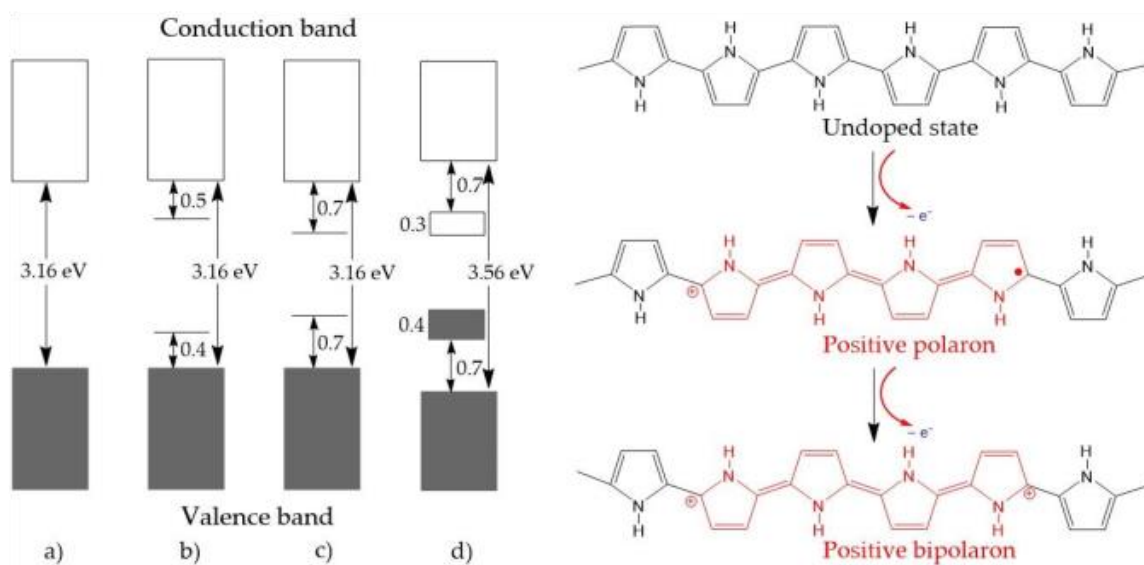 Conduction band
0.5
0.7
0.7
0.3
3.16 eV
3.16 eV
3.16 eV
3.56 eV
0.4
0.4
0.7
0.7
Valence band
a)
b)
c)
d)
H
N
H
N
H
N
N
H
N
H
N
H
Undoped state
− e⁻
H
N
H
N
⊕
•
N
H
N
H
N
H
H
N
Positive polaron
− e⁻
H
N
H
N
H
N
⊕
⊕
N
H
N
H
N
H
Positive bipolaron